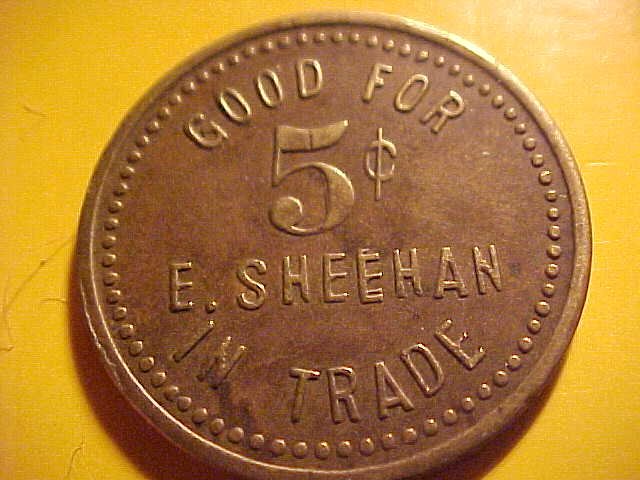 GOOD FOR
5¢
E. SHEEHAN
IN TRADE